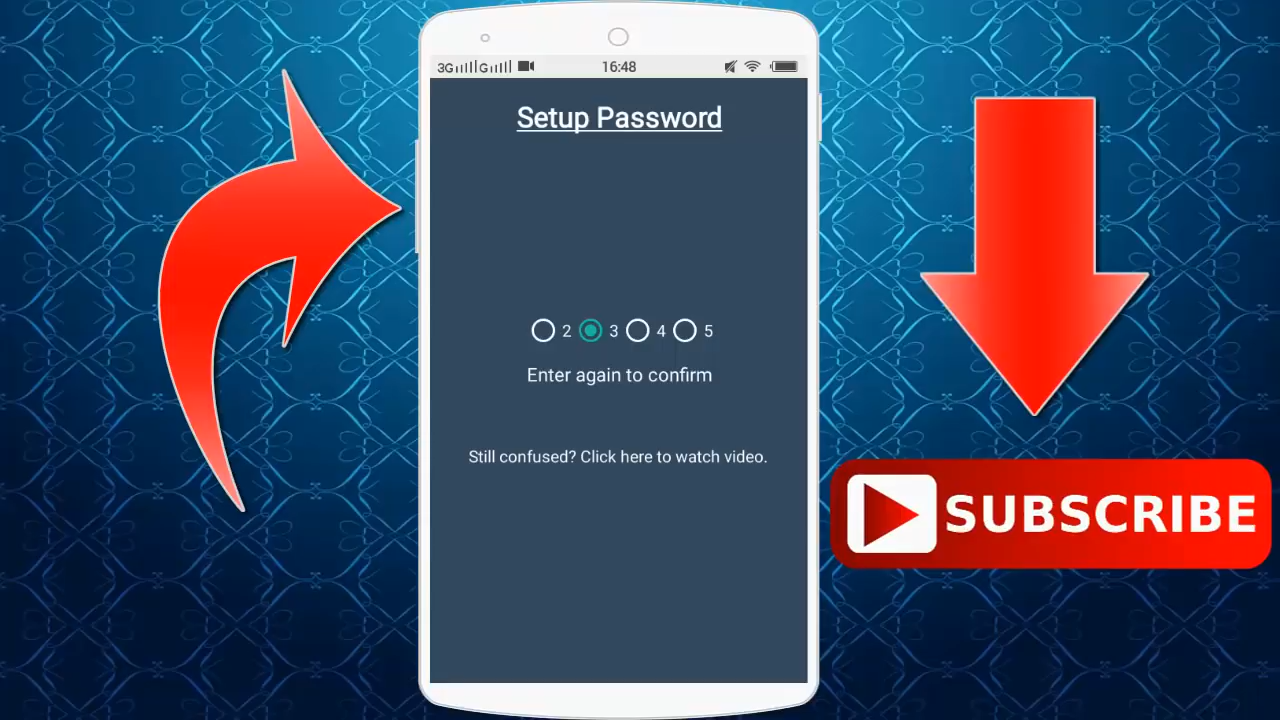 3G G 16:48
Setup Password
2 3 4 5
Enter again to confirm
Still confused? Click here to watch video.
SUBSCRIBE